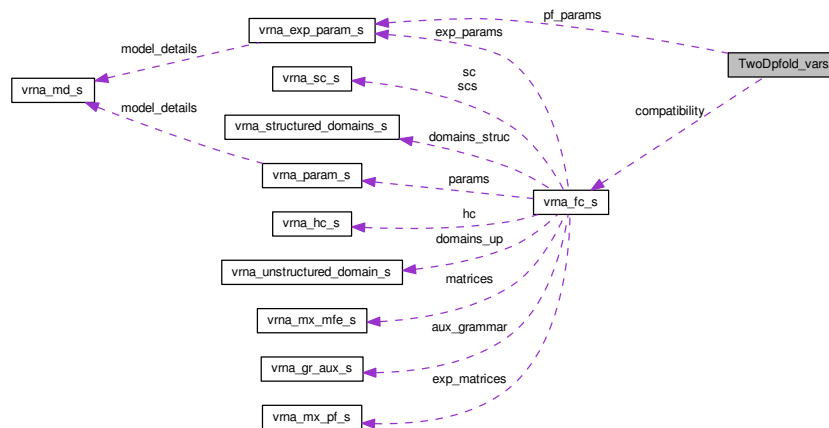 pf_params
vrna_exp_param_s
exp_params
model_details
TwoDpfold_vars
sc
scs
vrna_sc_s
vrna_md_s
model_details
compatibility
vrna_structured_domains_s
domains_struc
vrna_param_s
params
vrna_fc_s
hc
vrna_hc_s
domains_up
vrna_unstructured_domain_s
matrices
vrna_mx_mfe_s
aux_grammar
vrna_gr_aux_s
exp_matrices
vrna_mx_pf_s